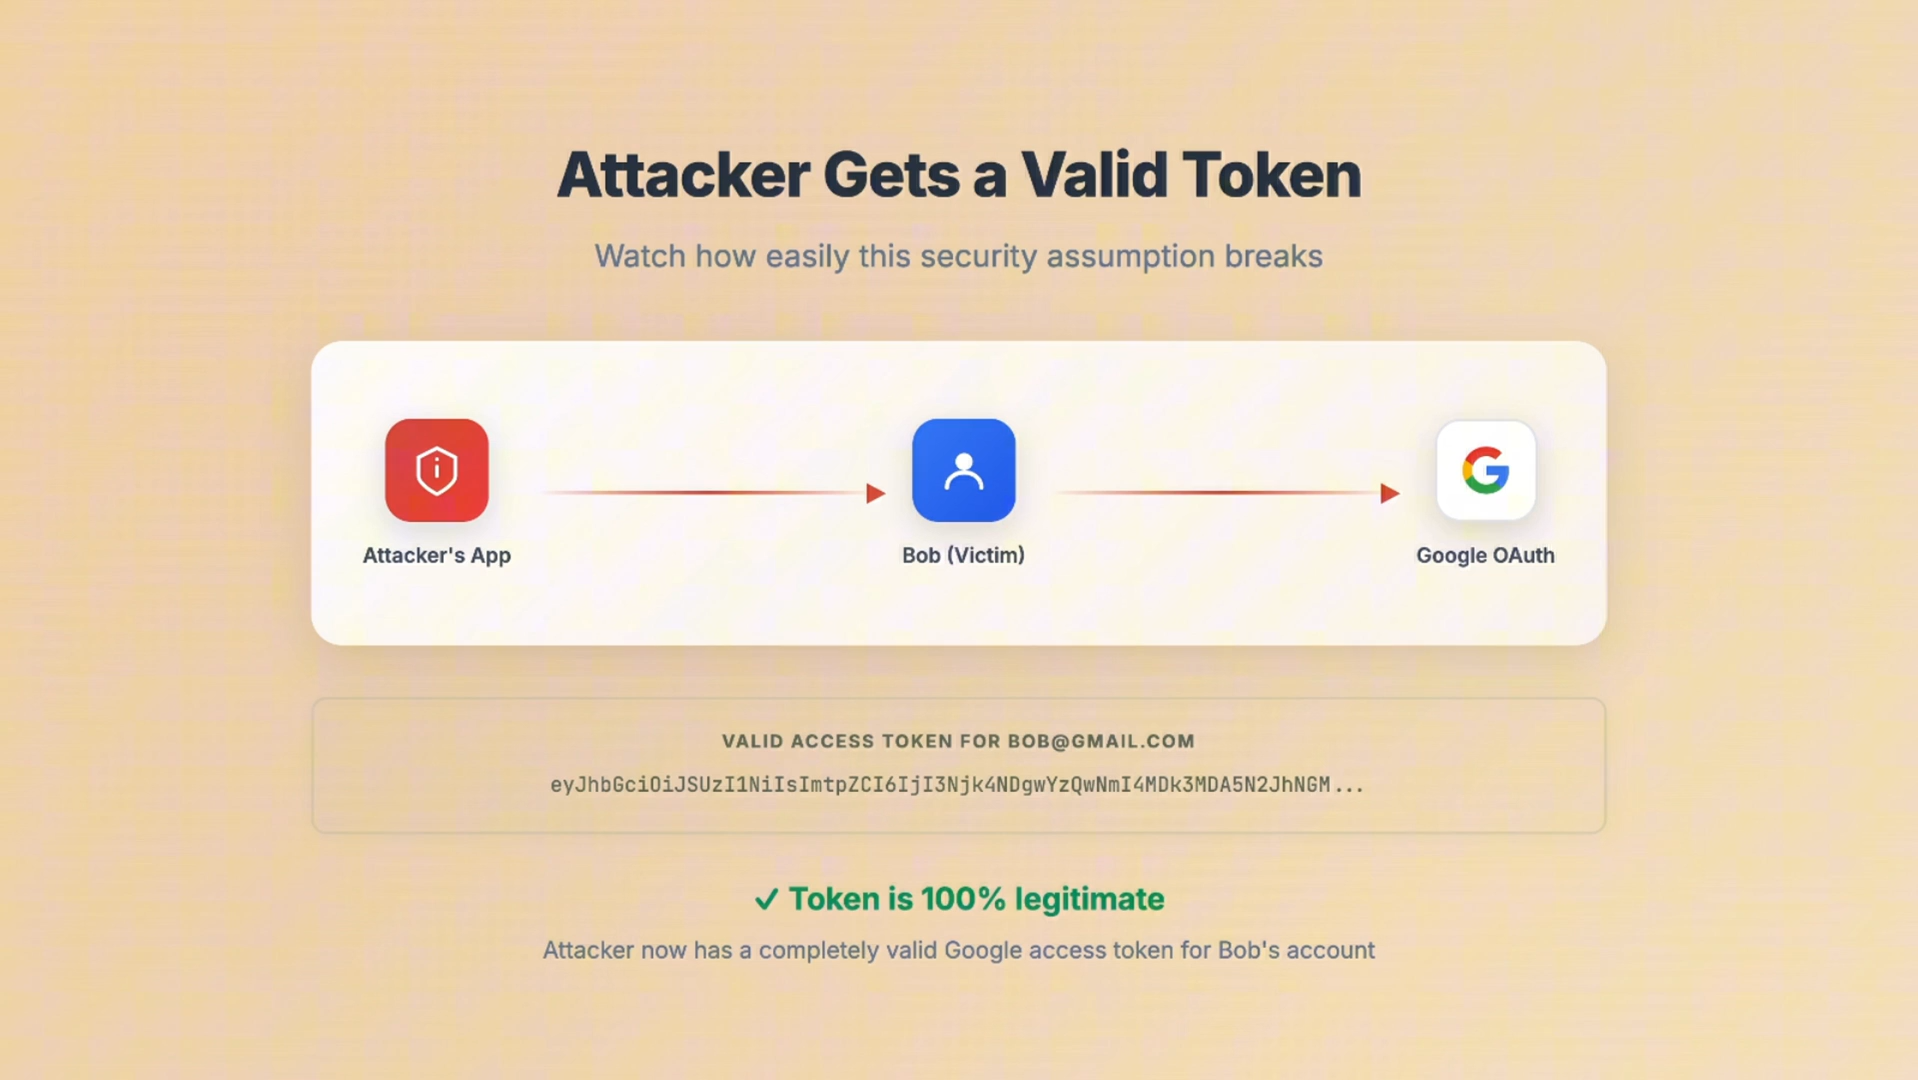 Attacker Gets a Valid Token
Watch how easily this security assumption breaks
Attacker's App
Bob (Victim)
Google OAuth
VALID ACCESS TOKEN FOR BOB@GMAIL.COM
eyJhbGciOiJSUzI1NiIsImtpZCI6IjI3Njk4NDgwYzQwNmI4MDk3MDA5N2JhNGM...
✓ Token is 100% legitimate
Attacker now has a completely valid Google access token for Bob's account